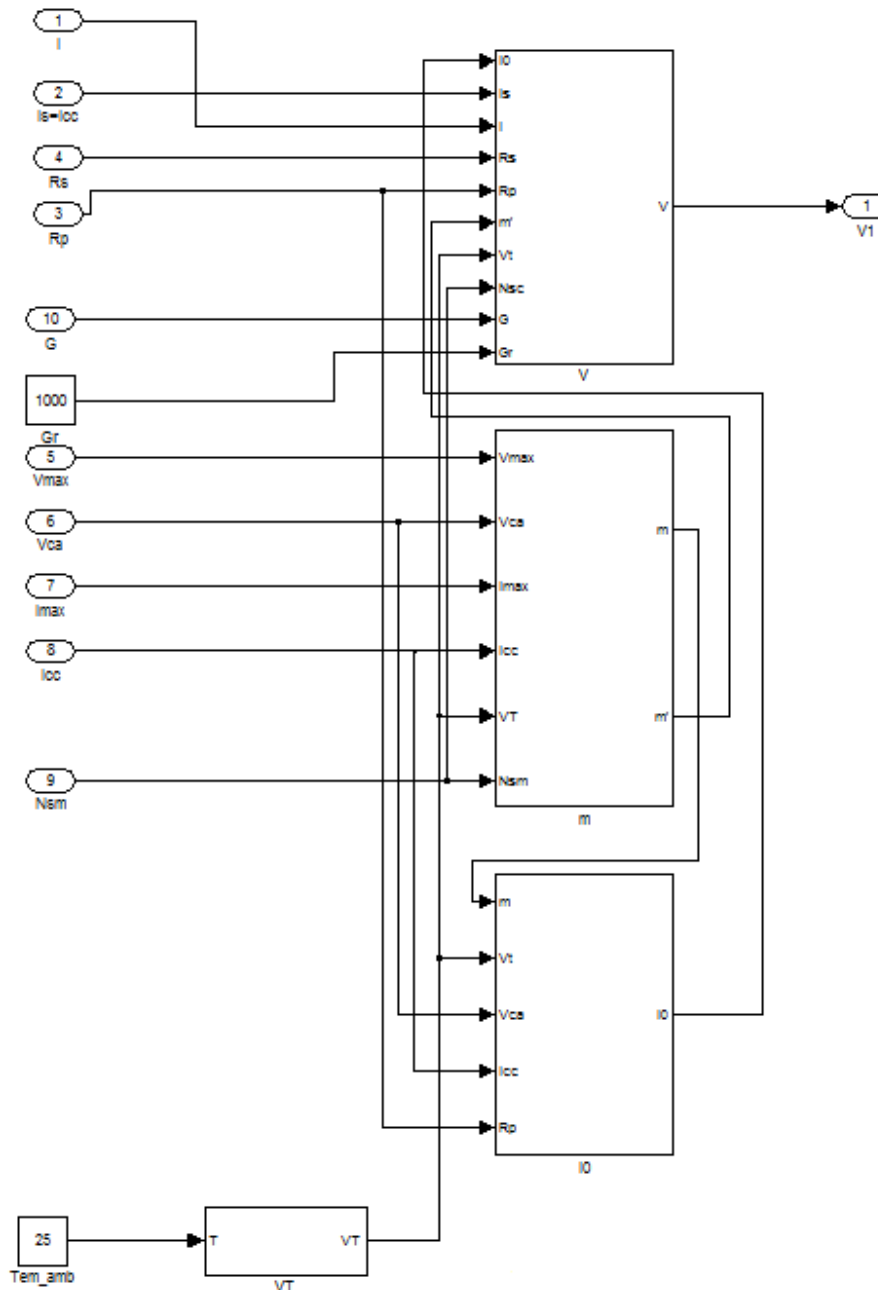 1
I
2
Is=Icc
4
Rs
3
Rp
10
G
1000
Gr
5
Vmax
6
Vca
7
Imax
8
Icc
9
Nsm
I0
Is
I
Rs
Rp
m'
Vt
Nsc
G
Gr
V
V
1
V1
Vmax
Vca
Imax
Icc
VT
Nsm
m
m'
m
m
Vt
Vca
Icc
Rp
I0
I0
25
Tem_amb
T
VT
VT